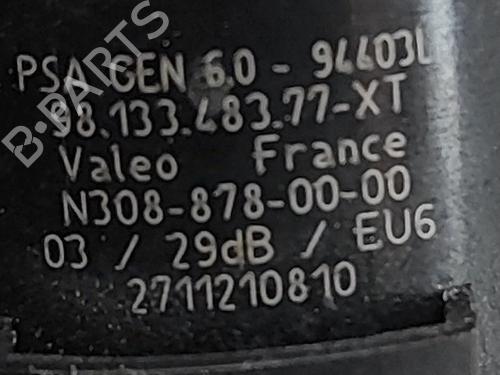 PSA GEN 6.0 - 94403L
98.133.483.77-XT
Valeo France
N308-878-00-00
03 / 29dB / EU6
2711210810
B-PARTS